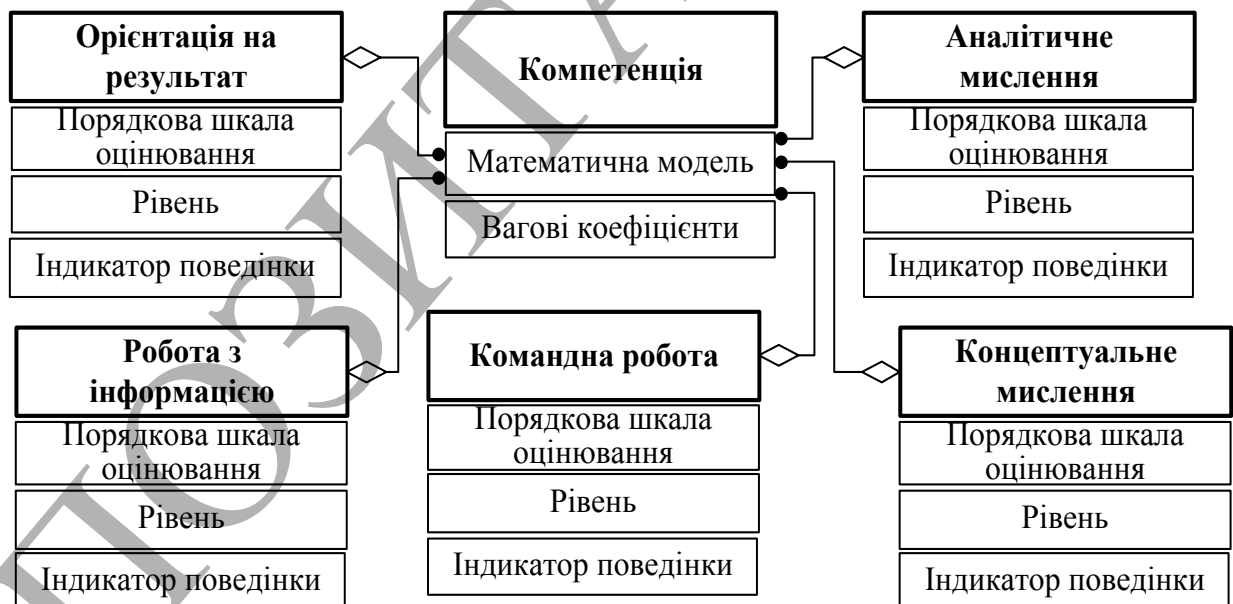 Орієнтація на
результат
Порядкова шкала
оцінювання
Рівень
Індикатор поведінки
Компетенція
Математична модель
Вагові коефіцієнти
Аналітичне
мислення
Порядкова шкала
оцінювання
Рівень
Індикатор поведінки
Робота з
інформацією
Порядкова шкала
оцінювання
Рівень
Індикатор поведінки
Командна робота
Порядкова шкала
оцінювання
Рівень
Індикатор поведінки
Концептуальне
мислення
Порядкова шкала
оцінювання
Рівень
Індикатор поведінки
ПОЗИТА